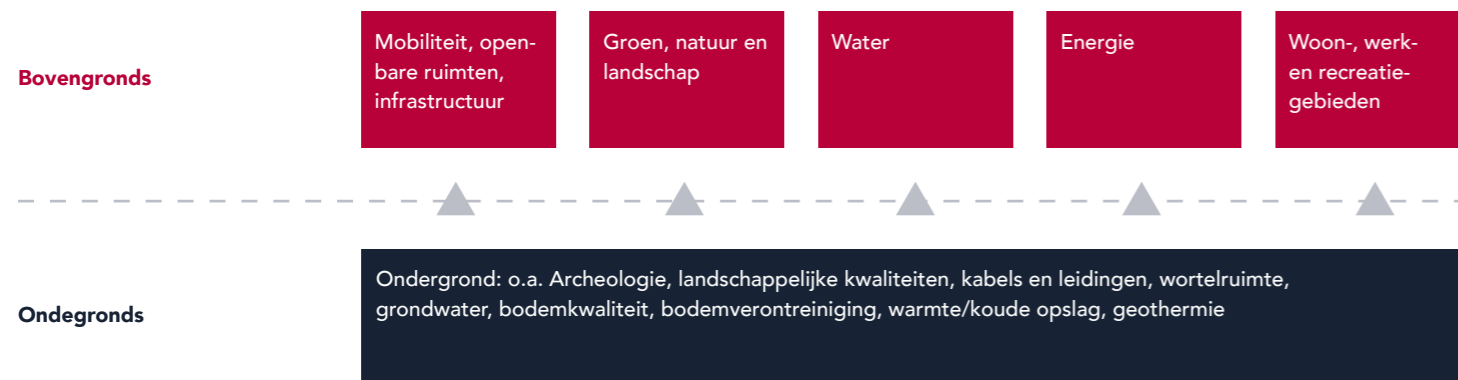 Bovengronds
Mobiliteit, open-
bare ruimten,
infrastructuur
Groen, natuur en
landschap
Water
Energie
Woon-, werk-
en recreatie-
gebieden
Ondegronds
Ondergrond: o.a. Archeologie, landschappelijke kwaliteiten, kabels en leidingen, wortelruimte,
grondwater, bodemkwaliteit, bodemverontreiniging, warmte/koude opslag, geothermie